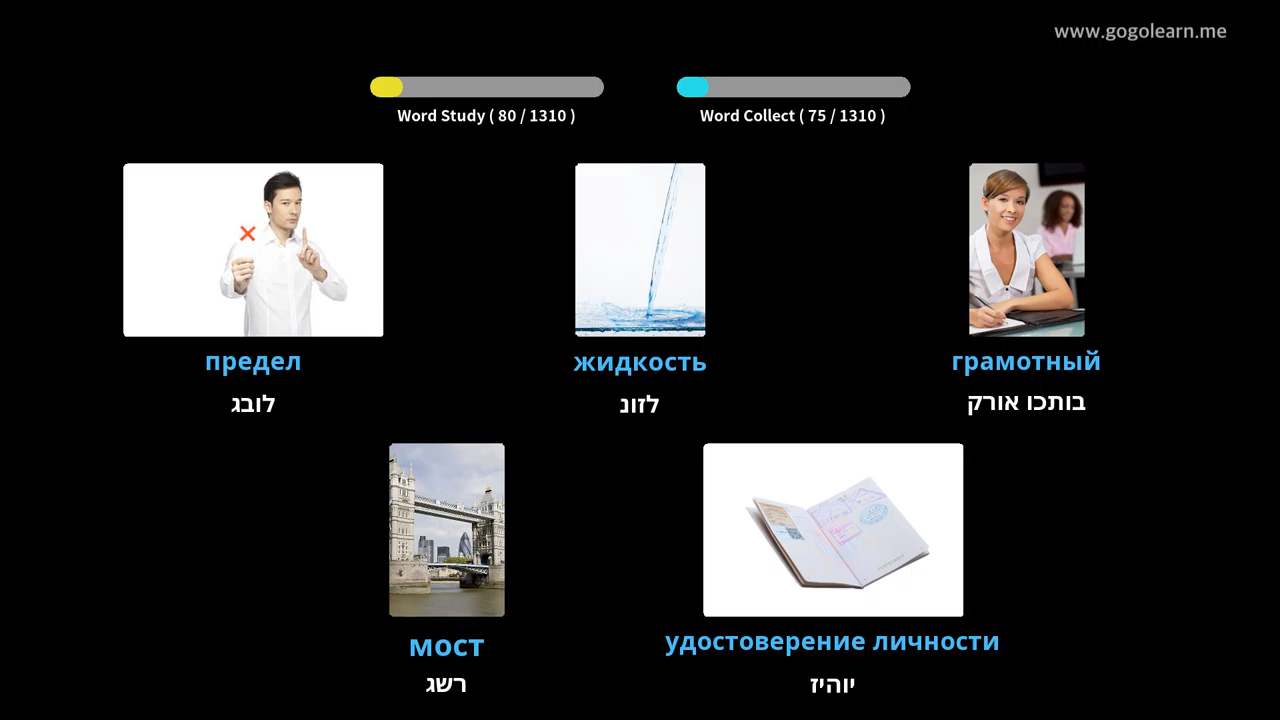 www.gogolearn.me
Word Study ( 80 / 1310 )
Word Collect ( 75 / 1310 )
предел
לובג
жидкость
לזונ
грамотный
בותכו אורק
мост
רשג
удостоверение личности
יוהיז